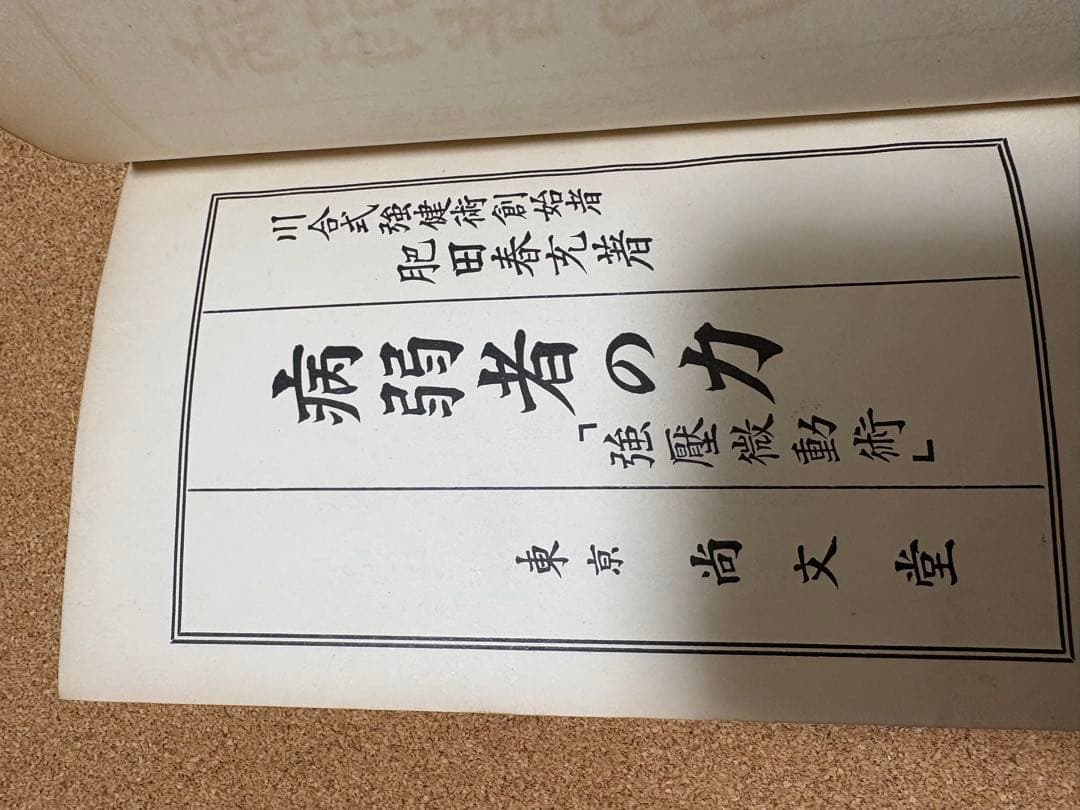 川合式強健術創始者
肥田春充著
病弱者の力
「強壓微動術」
東京 尚文堂